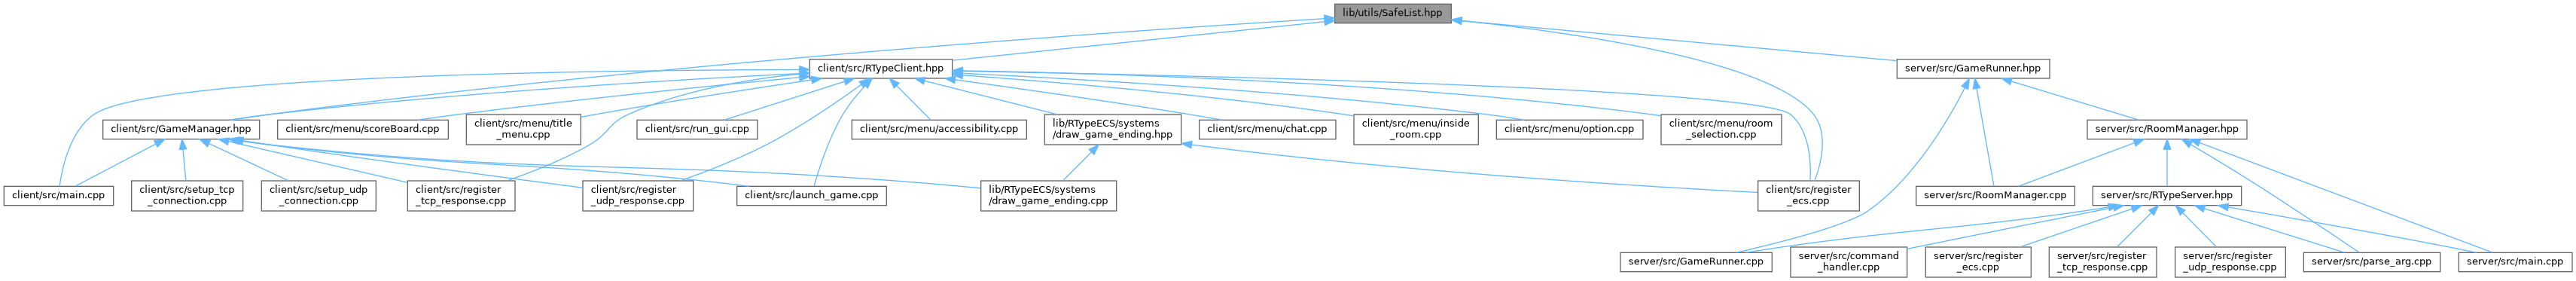 lib/utils/SafeList.hpp
client/src/RTypeClient.hpp
server/src/GameRunner.hpp
client/src/GameManager.hpp
client/src/menu/scoreBoard.cpp
client/src/menu/title
_menu.cpp
client/src/run_gui.cpp
client/src/menu/accessibility.cpp
lib/RTypeECS/systems
/draw_game_ending.hpp
client/src/menu/chat.cpp
client/src/menu/inside
_room.cpp
client/src/menu/option.cpp
client/src/menu/room
_selection.cpp
server/src/RoomManager.hpp
client/src/main.cpp
client/src/setup_tcp
_connection.cpp
client/src/setup_udp
_connection.cpp
client/src/register
_tcp_response.cpp
client/src/register
_udp_response.cpp
client/src/launch_game.cpp
lib/RTypeECS/systems
/draw_game_ending.cpp
client/src/register
_ecs.cpp
server/src/RoomManager.cpp
server/src/RTypeServer.hpp
server/src/GameRunner.cpp
server/src/command
_handler.cpp
server/src/register
_ecs.cpp
server/src/register
_tcp_response.cpp
server/src/register
_udp_response.cpp
server/src/parse_arg.cpp
server/src/main.cpp